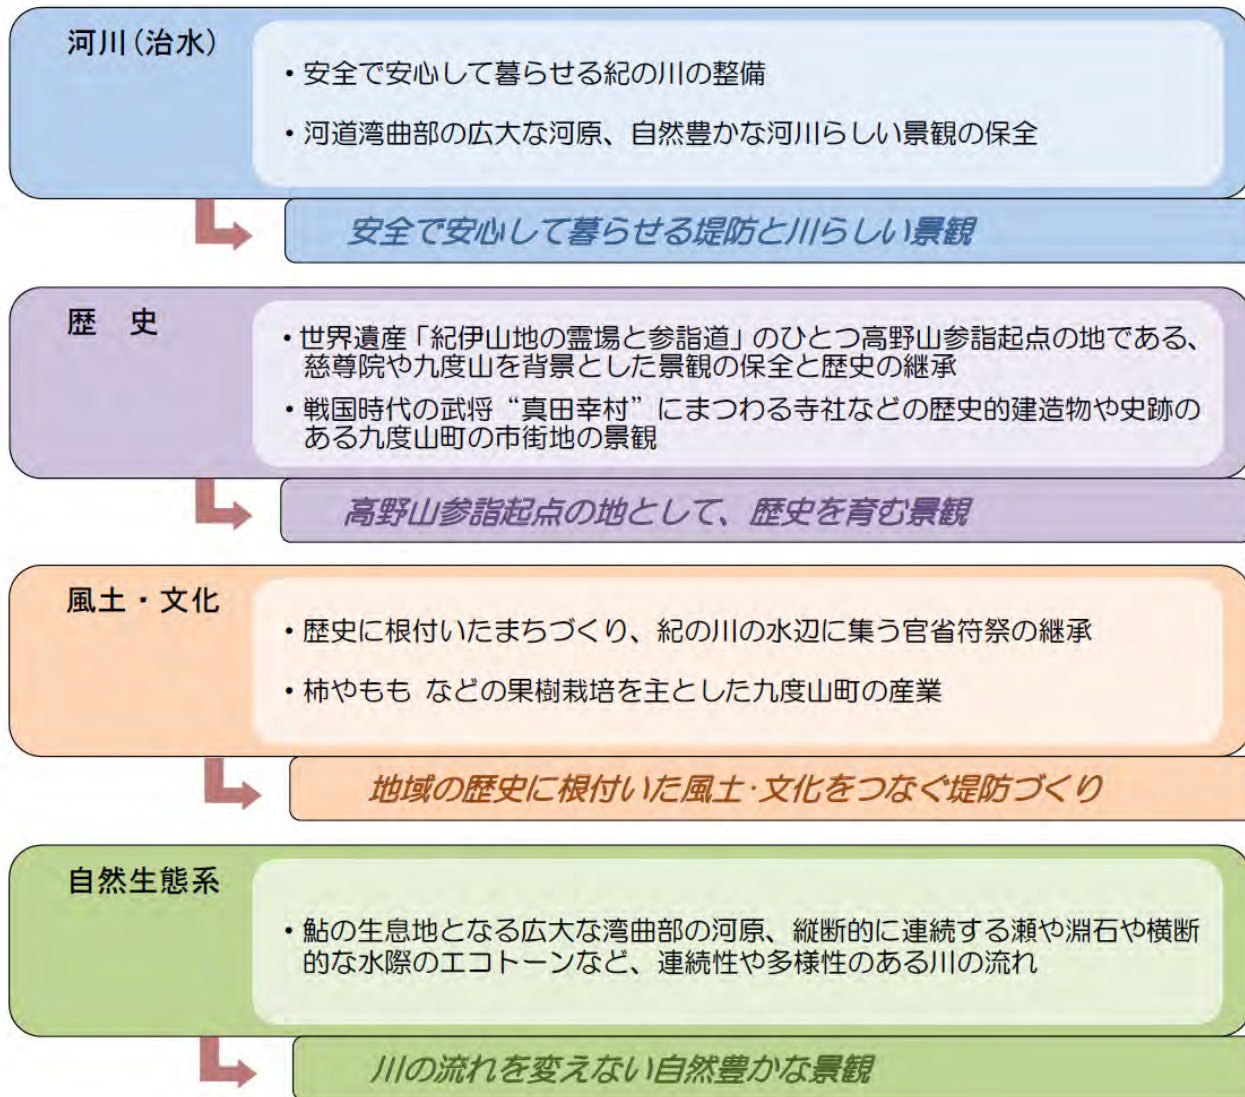 河川（治水）
・安全で安心して暮らせる紀の川の整備
・河道湾曲部の広大な河原、自然豊かな河川らしい景観の保全
安全で安心して暮らせる堤防と川らしい景観
歴　史
・世界遺産「紀伊山地の霊場と参詣道」のひとつ高野山参詣起点の地である、
慈尊院や九度山を背景とした景観の保全と歴史の継承
・戦国時代の武将“真田幸村”にまつわる寺社などの歴史的建造物や史跡の
ある九度山町の市街地の景観
高野山参詣起点の地として、歴史を育む景観
風土・文化
・歴史に根付いたまちづくり、紀の川の水辺に集う官省符祭の継承
・柿やもも などの果樹栽培を主とした九度山町の産業
地域の歴史に根付いた風土・文化をつなぐ堤防づくり
自然生態系
・鮎の生息地となる広大な湾曲部の河原、縦断的に連続する瀬や淵石や横断
的な水際のエコトーンなど、連続性や多様性のある川の流れ
川の流れを変えない自然豊かな景観